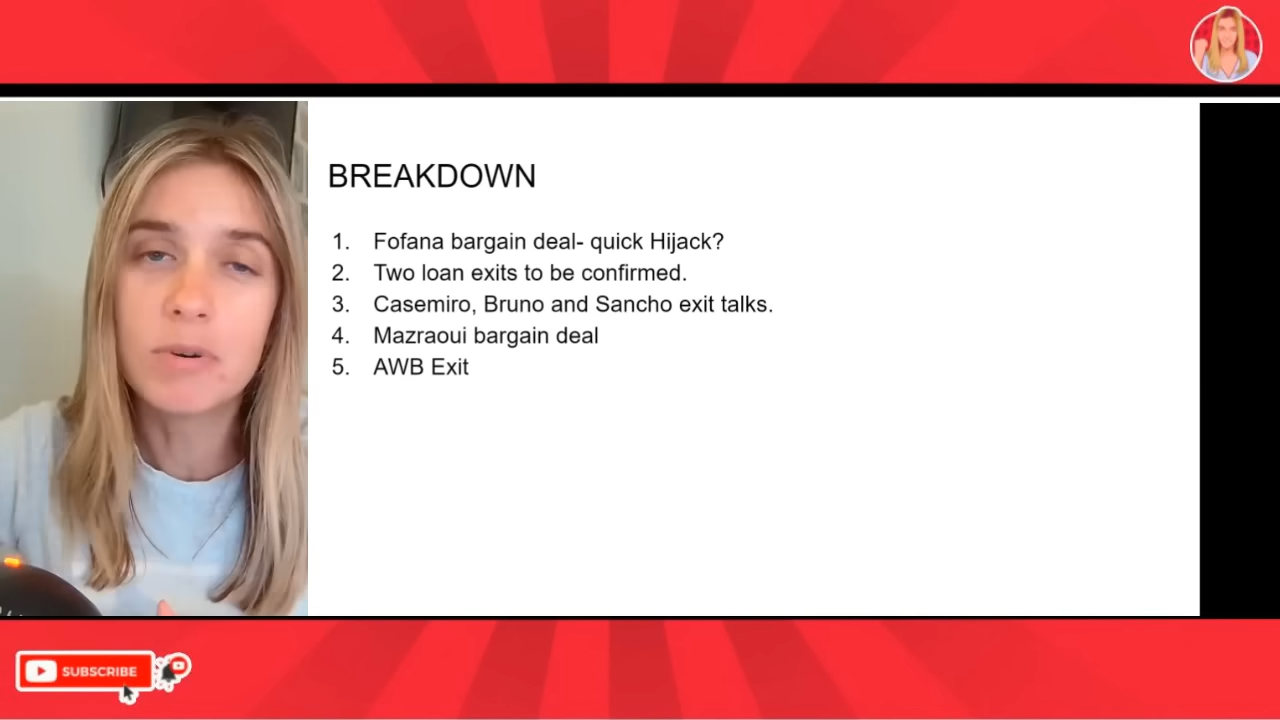 BREAKDOWN
1. Fofana bargain deal- quick Hijack?
2. Two loan exits to be confirmed.
3. Casemiro, Bruno and Sancho exit talks.
4. Mazraoui bargain deal
5. AWB Exit
SUBSCRIBE